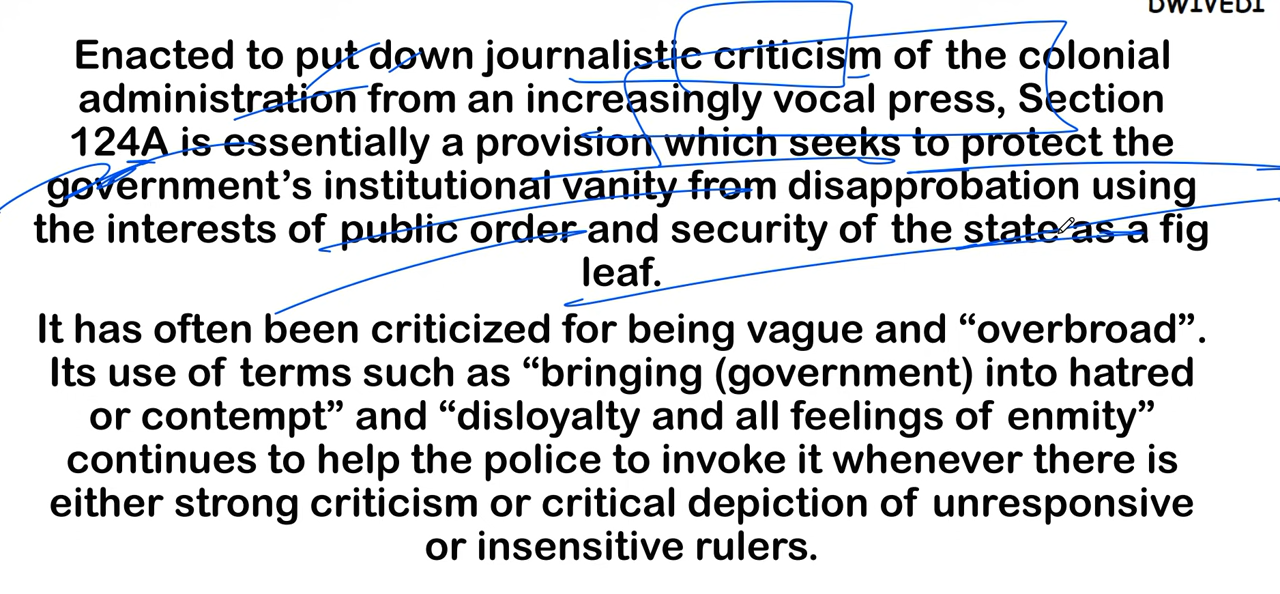 DWIVEDI
Enacted to put down journalistic criticism of the colonial
administration from an increasingly vocal press, Section
124A is essentially a provision which seeks to protect the
government’s institutional vanity from disapprobation using
the interests of public order and security of the state as a fig
leaf.
It has often been criticized for being vague and “overbroad”.
Its use of terms such as “bringing (government) into hatred
or contempt” and “disloyalty and all feelings of enmity”
continues to help the police to invoke it whenever there is
either strong criticism or critical depiction of unresponsive
or insensitive rulers.